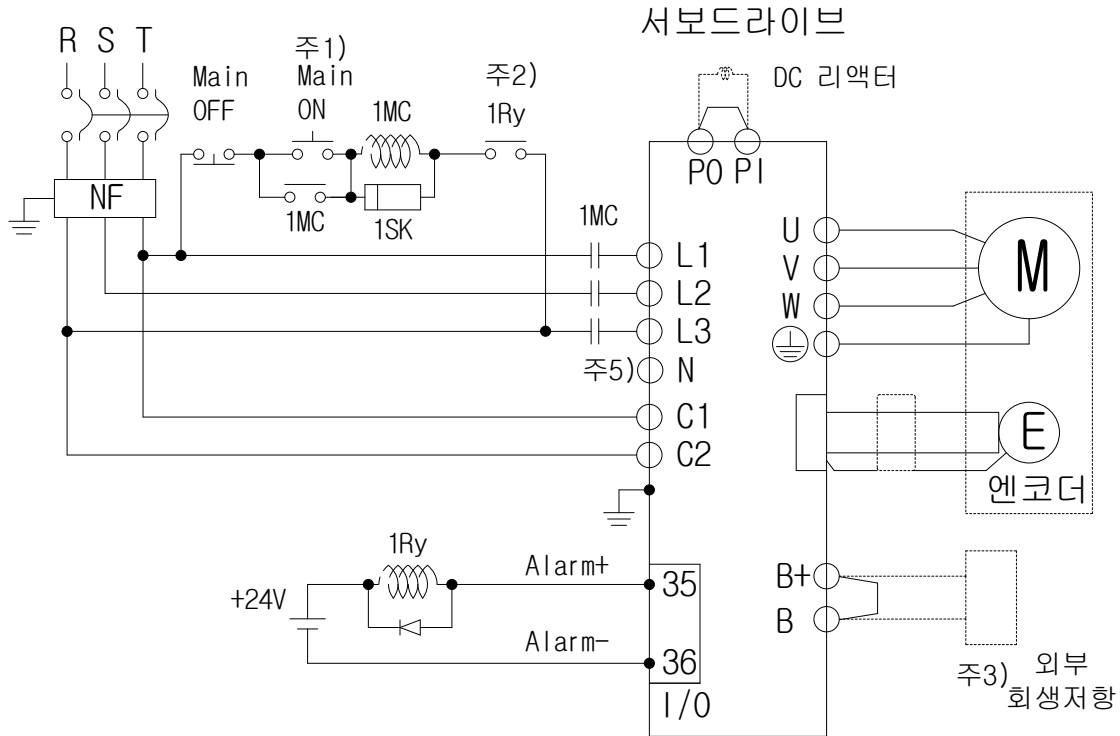 서보드라이브
R S T
Main
OFF
주1)
Main
ON
1MC
주2)
1Ry
DC 리액터
PO PI
NF
1MC
1SK
1MC
L1
L2
L3
주5) N
C1
C2
U
V
W
M
E
엔코더
1Ry
+24V
Alarm+
Alarm-
35
36
I/O
B+
B
주3) 외부
회생저항